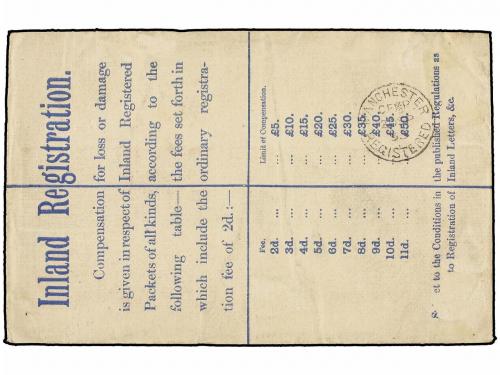 Inland Registration.
Compensation for loss or damage
is given in respect of Inland Registered
Packets of all kinds, according to the
following table— the fees set forth in
which include the ordinary registra-
tion fee of 2d.:—
Fee. Limit of Compensation.
2d. ... ... £5.
3d. ... ... £10.
4d. ... ... £15.
5d. ... ... £20.
6d. ... ... £25.
7d. ... ... £30.
8d. ... ... £35.
9d. ... ... £40.
10d. ... ... £45.
11d. ... ... £50.
to the Conditions in the published Regulations as
to Registration of Inland Letters, &c.
MANCHESTER
REGISTERED